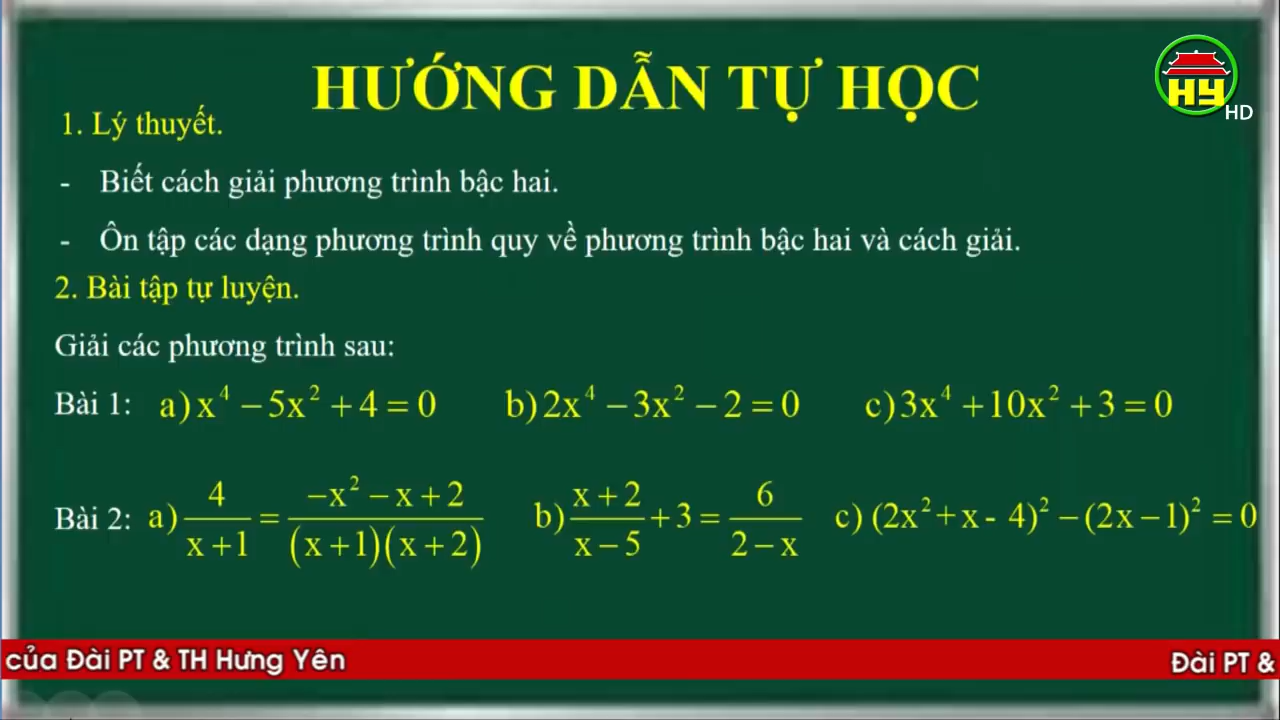 HƯỚNG DẪN TỰ HỌC
HY
HD
1. Lý thuyết.
- Biết cách giải phương trình bậc hai.
- Ôn tập các dạng phương trình quy về phương trình bậc hai và cách giải.
2. Bài tập tự luyện.
Giải các phương trình sau:
Bài 1: a) x⁴ − 5x² + 4 = 0 b) 2x⁴ − 3x² − 2 = 0 c) 3x⁴ + 10x² + 3 = 0
Bài 2: a) 4/(x+1) = (−x² − x + 2)/((x+1)(x+2)) b) (x+2)/(x−5) + 3 = 6/(2−x) c) (2x² + x - 4)² − (2x − 1)² = 0
của Đài PT & TH Hưng Yên Đài PT &